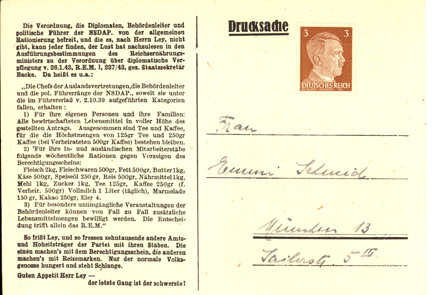 Die Verordnung, die Diplomaten, Behördenleiter und
politische Führer der NSDAP. von der allgemeinen
Rationierung befreit, und die es, nach Herrn Ley, nicht
gibt, kann jeder finden, der Lust hat nachzulesen in den
Ausführungsbestimmungen des Reichsernährungs-
ministers zu der Verordnung über diplomatische Ver-
pflegung v. 26.1.43, R.E.M. I, 237/43, gez. Staatssekretär
Backe. Da heißt es u.a.:
„Die Chefs der Auslandsvertretungen, die Behördenleiter
und die pol. Führerränge der NSDAP., soweit sie unter
die im Führererlaß v. 2.10.39 aufgeführten Kategorien
fallen, erhalten:
1) Für ihre eigenen Personen und ihre Familien:
Alle bewirtschafteten Lebensmittel in voller Höhe des
gestellten Antrags. Ausgenommen sind Tee und Kaffee,
für die die Höchstmengen von 125gr Tee und 250gr
Kaffee (bei Verheirateten 500gr Kaffee) bestehen bleiben.
2) Für ihre in- und ausländischen Mitarbeiterstäbe
folgende wöchentliche Rationen gegen Vorzeigen des
Berechtigungsscheins:
Fleisch 2kg, Fleischwaren 500gr, Fett 500gr, Butter 1kg,
Käse 500gr, Speiseöl 250gr, Reis 500gr, Nährmittel 1kg,
Mehl 1kg, Zucker 1kg, Tee 125gr, Kaffee 250gr (f.
Verheir. 500gr) Vollmilch 1 Liter (täglich), Marmelade
150 gr, Kakao 250gr, Eier 4.
3) Für besondere unumgängliche Veranstaltungen der
Behördenleiter können von Fall zu Fall zusätzliche
Lebensmittelmengen bewilligt werden. Die Entschei-
dung trifft allein das R.E.M."
So frißt Ley, und so fressen zehntausende andere Amts-
und Hoheitsträger der Partei mit ihren Stäben. Die
einen machen's mit dem Berechtigungsschein, die anderen
machen's mit Reisemarken. Nur der normale Volks-
genosse hungert und steht Schlange.
Guten Appetit Herr Ley —
der letzte Gang ist der schwerste!
Drucksache
3 3
DEUTSCHES REICH
Frau
Emmi Schmid
München 13